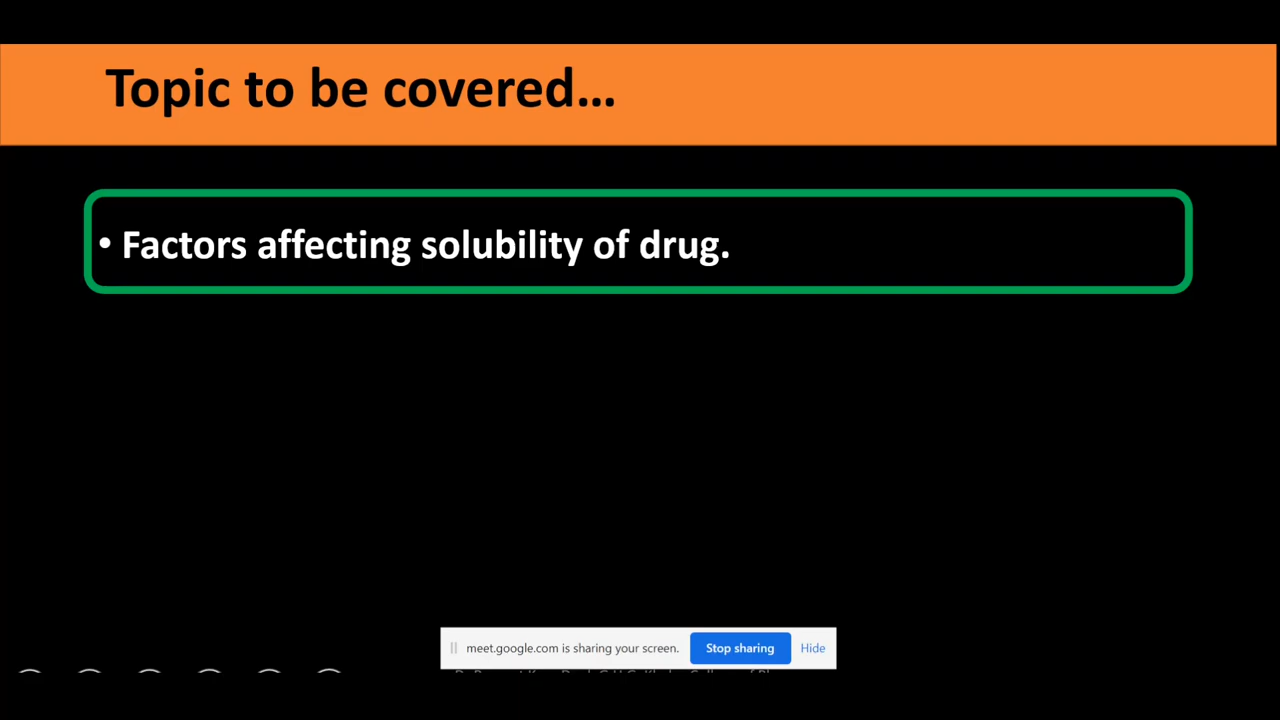 Topic to be covered...
• Factors affecting solubility of drug.
meet.google.com is sharing your screen.
Stop sharing
Hide